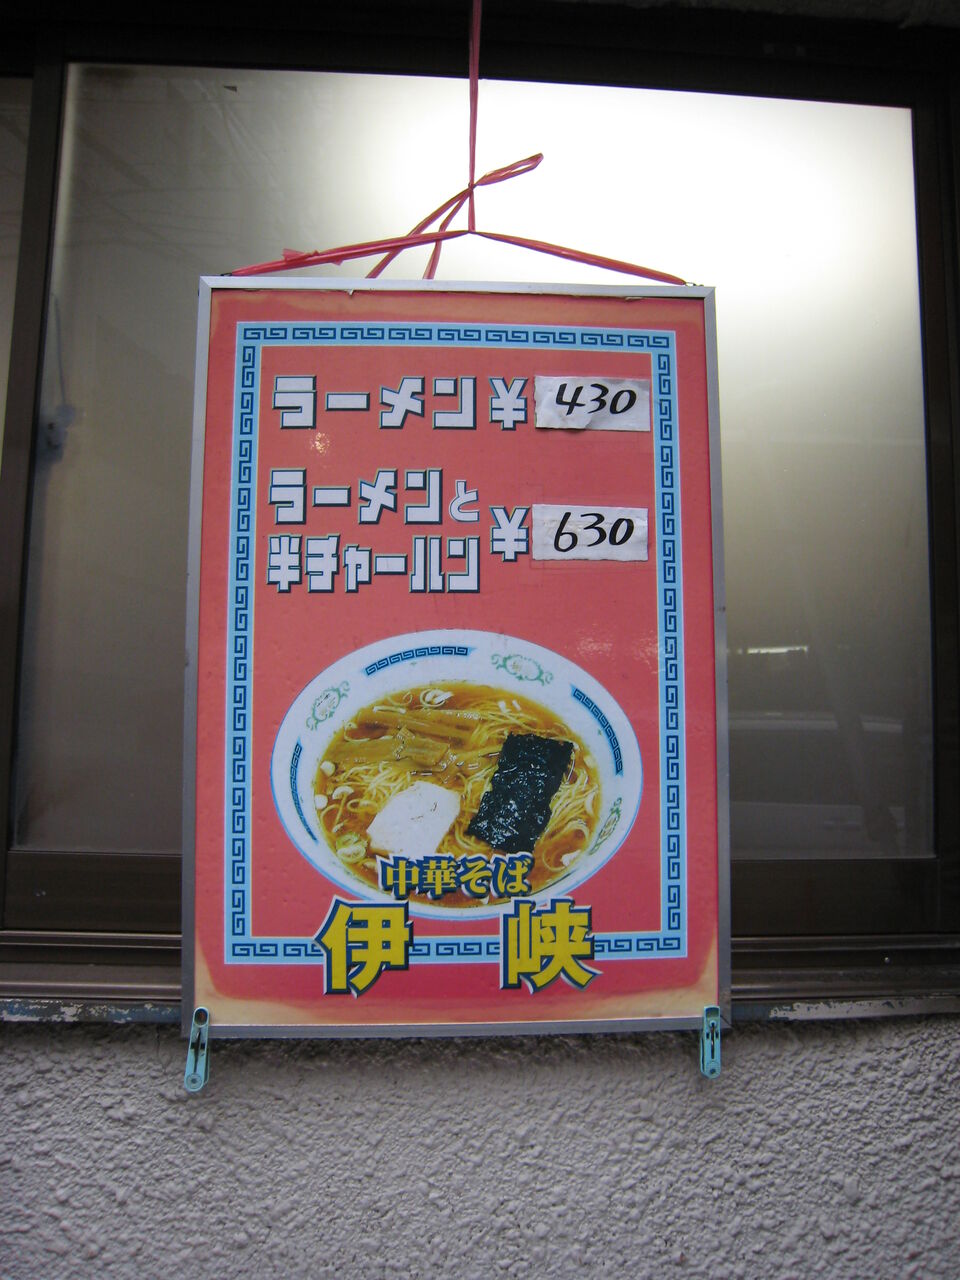 ラーメン ¥430
ラーメンと
半チャーハン ¥630
中華そば
伊峡